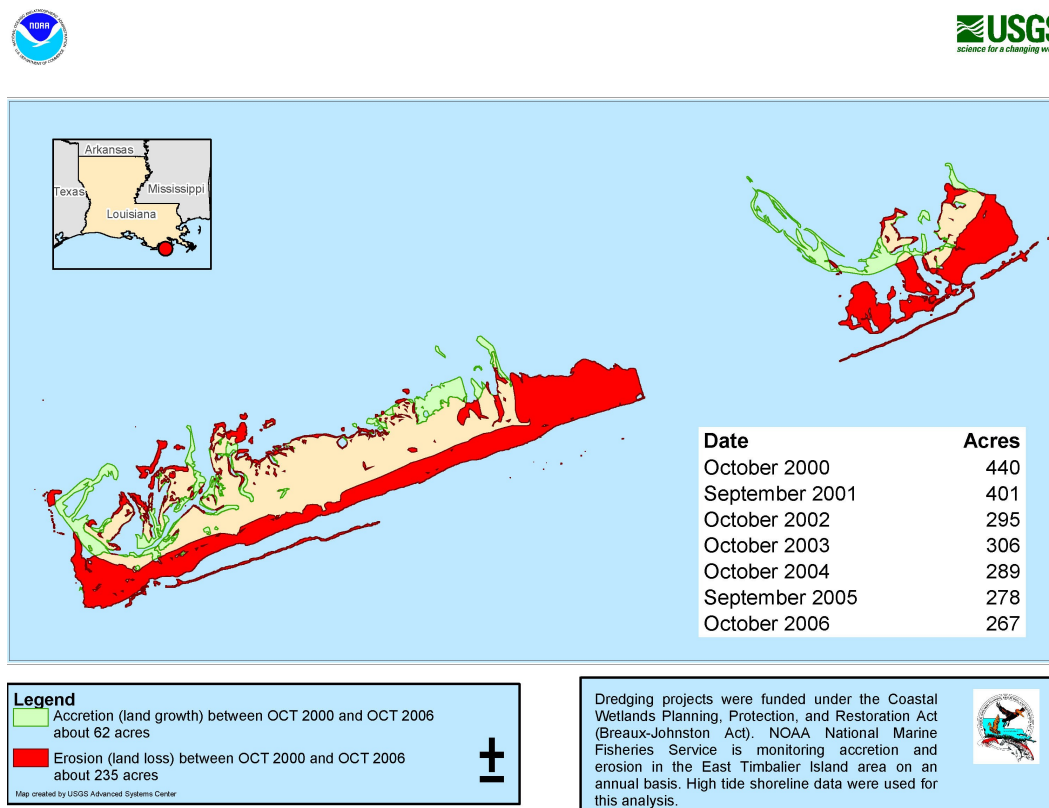 NOAA
USGS
science for a changing w
Arkansas
Texas
Mississippi
Louisiana
Date Acres
October 2000 440
September 2001 401
October 2002 295
October 2003 306
October 2004 289
September 2005 278
October 2006 267
Legend
Accretion (land growth) between OCT 2000 and OCT 2006
about 62 acres
Erosion (land loss) between OCT 2000 and OCT 2006
about 235 acres
Map created by USGS Advanced Systems Center
Dredging projects were funded under the Coastal
Wetlands Planning, Protection, and Restoration Act
(Breaux-Johnston Act). NOAA National Marine
Fisheries Service is monitoring accretion and
erosion in the East Timbalier Island area on an
annual basis. High tide shoreline data were used for
this analysis.